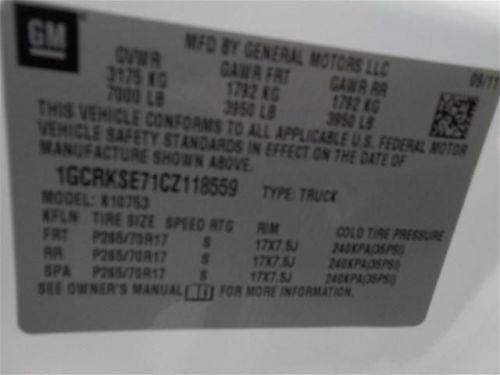 GM
MFD BY GENERAL MOTORS LLC
GVWR GAWR FRT GAWR RR 09/11
3175 KG 1792 KG 1792 KG
7000 LB 3950 LB 3950 LB
THIS VEHICLE CONFORMS TO ALL APPLICABLE U.S. FEDERAL MOTOR
VEHICLE SAFETY STANDARDS IN EFFECT ON THE DATE OF
MANUFACTURE SHOWN ABOVE.
1GCRKSE71CZ118559 TYPE: TRUCK
MODEL: K10753
KFLN TIRE SIZE SPEED RTG RIM COLD TIRE PRESSURE
FRT P265/70R17 S 17X7.5J 240KPA(35PSI)
RR P265/70R17 S 17X7.5J 240KPA(35PSI)
SPA P265/70R17 S 17X7.5J 240KPA(35PSI)
SEE OWNER'S MANUAL FOR MORE INFORMATION.